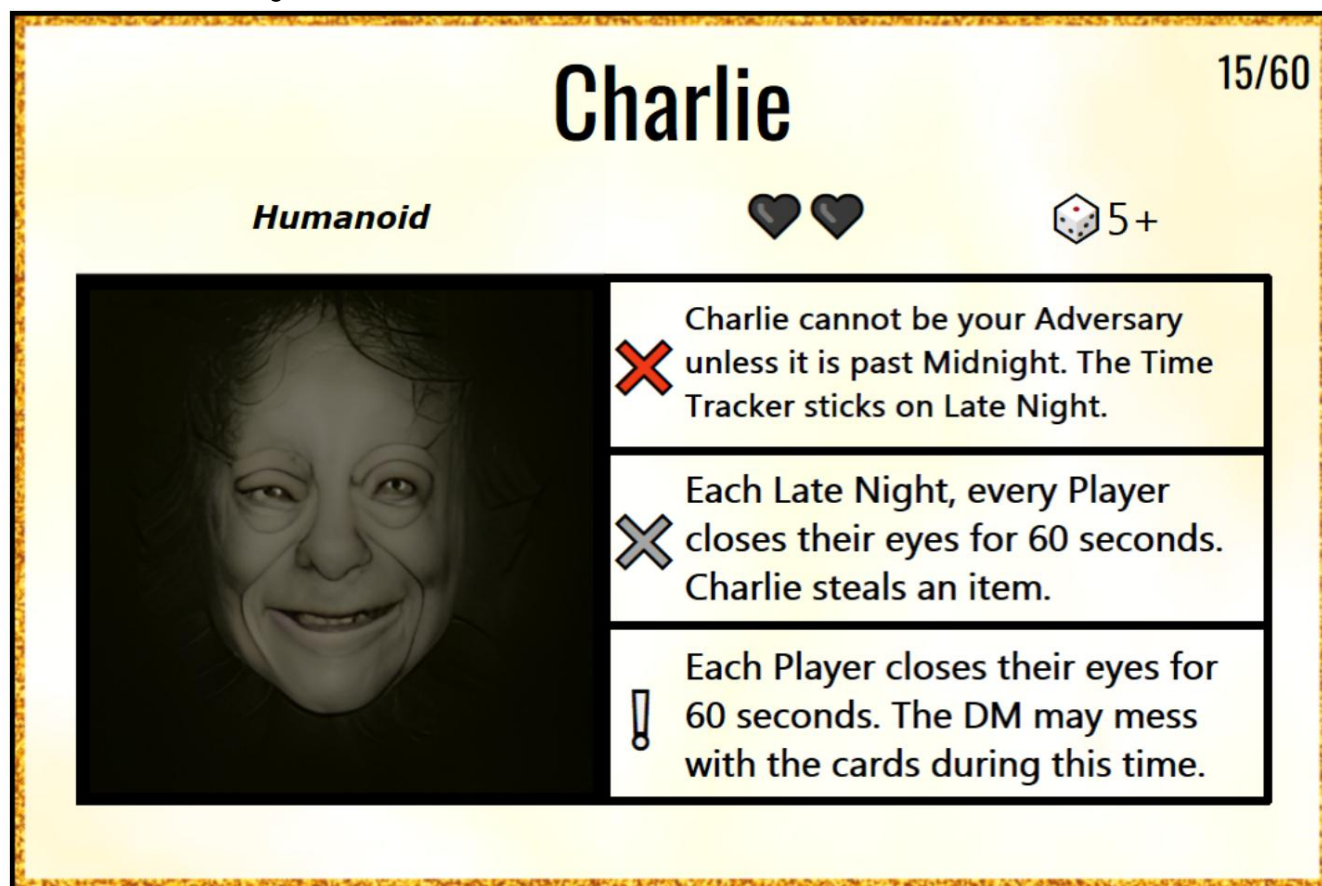 Charlie
15/60
Humanoid
5+
Charlie cannot be your Adversary
unless it is past Midnight. The Time
Tracker sticks on Late Night.
Each Late Night, every Player
closes their eyes for 60 seconds.
Charlie steals an item.
Each Player closes their eyes for
60 seconds. The DM may mess
with the cards during this time.